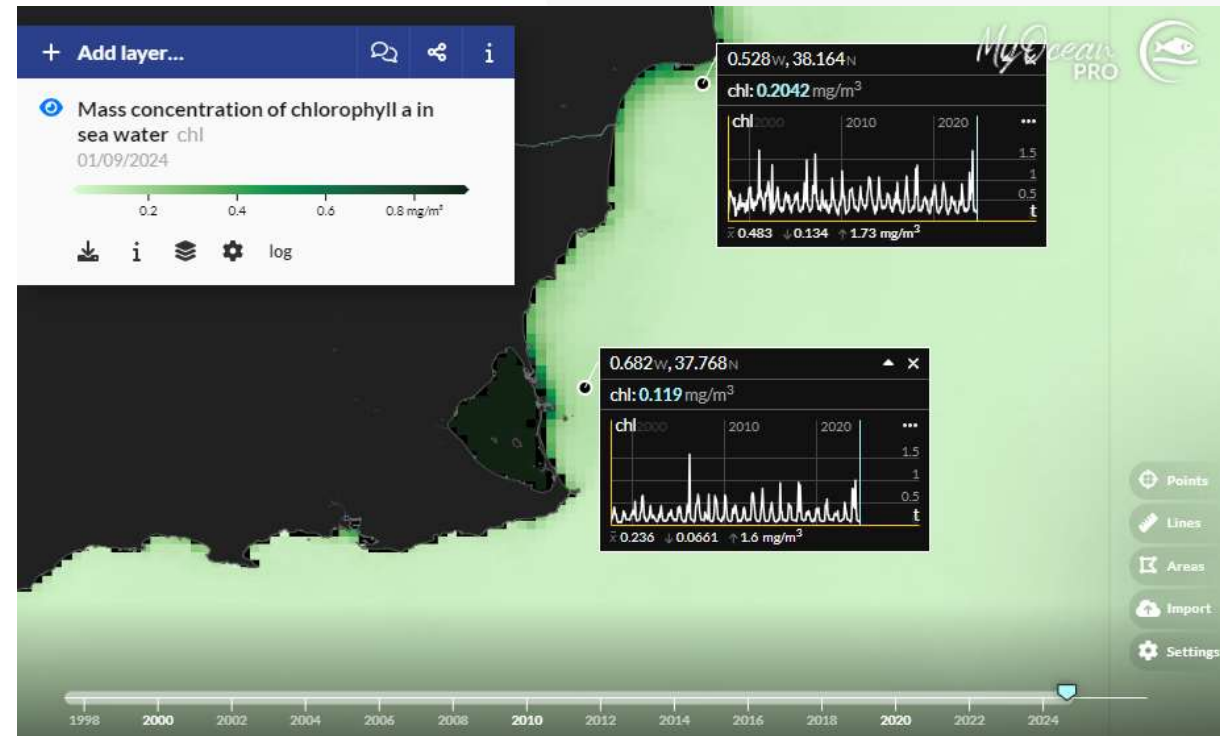 + Add layer... i
Mass concentration of chlorophyll a in
sea water chl
01/09/2024
0.2 0.4 0.6 0.8 mg/m³
i log
MyOcean
PRO
0.528W, 38.164N
chl: 0.2042 mg/m³
chl 2000 2010 2020 ...
1.5
1
0.5
t
x̄ 0.483 ↓0.134 ↑1.73 mg/m³
0.682W, 37.768N
chl: 0.119 mg/m³
chl 2000 2010 2020 ...
1.5
1
0.5
t
x̄ 0.236 ↓0.0661 ↑1.6 mg/m³
Points
Lines
Areas
Import
Settings
1998 2000 2002 2004 2006 2008 2010 2012 2014 2016 2018 2020 2022 2024